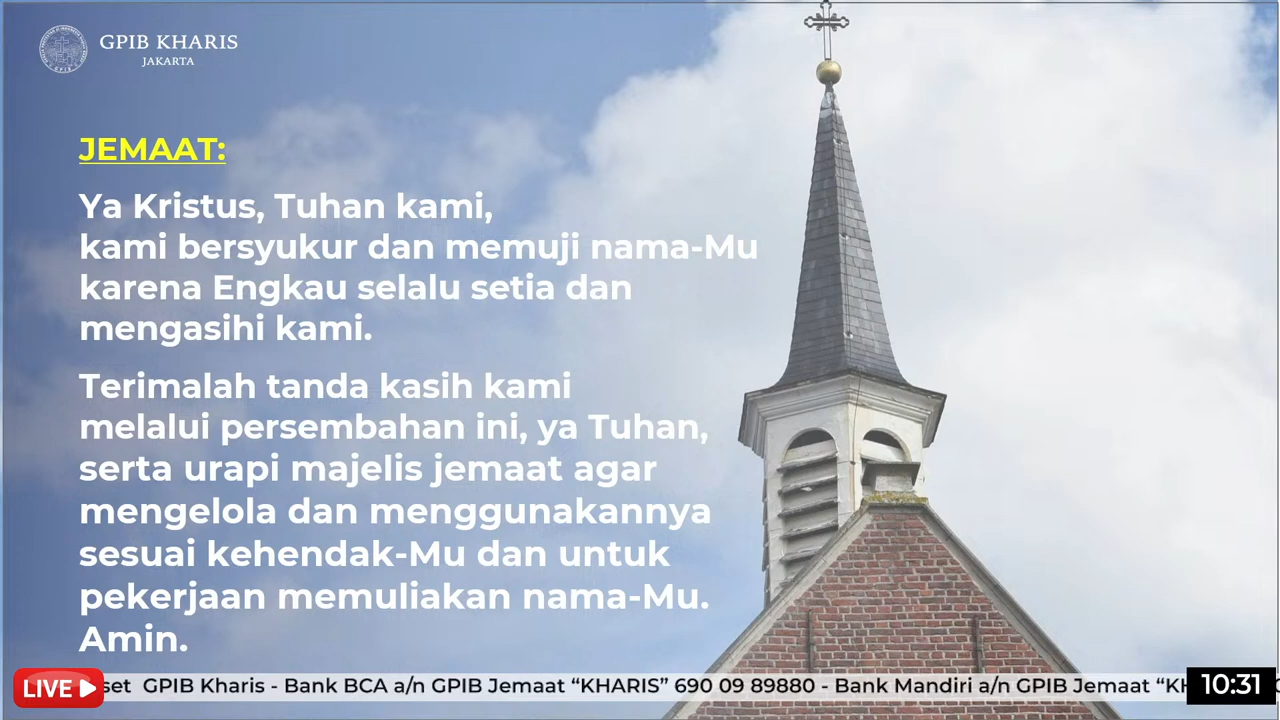 GPIB KHARIS
JAKARTA
JEMAAT:
Ya Kristus, Tuhan kami,
kami bersyukur dan memuji nama-Mu
karena Engkau selalu setia dan
mengasihi kami.
Terimalah tanda kasih kami
melalui persembahan ini, ya Tuhan,
serta urapi majelis jemaat agar
mengelola dan menggunakannya
sesuai kehendak-Mu dan untuk
pekerjaan memuliakan nama-Mu.
Amin.
LIVE set GPIB Kharis - Bank BCA a/n GPIB Jemaat “KHARIS” 690 09 89880 - Bank Mandiri a/n GPIB Jemaat “KH 10:31